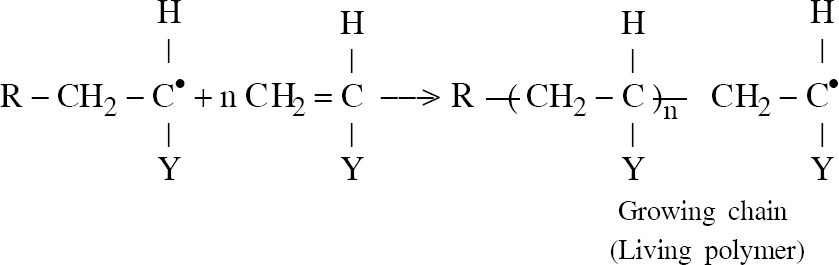 H H H
| | |
R – CH₂ – C• + n CH₂ = C ---> R –(CH₂ – C )ₙ– CH₂ – C•
| | | |
Y Y Y Y
Growing chain
(Living polymer)